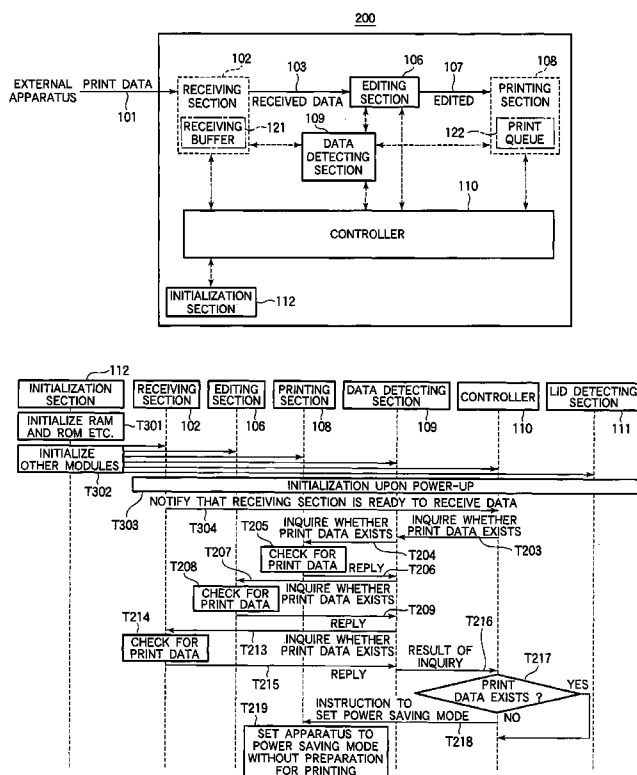 200
EXTERNAL APPARATUS
PRINT DATA
101
102
RECEIVING SECTION
RECEIVING BUFFER
121
103
RECEIVED DATA
106
EDITING SECTION
107
EDITED
108
PRINTING SECTION
122
PRINT QUEUE
109
DATA DETECTING SECTION
110
CONTROLLER
INITIALIZATION SECTION
112
112
INITIALIZATION SECTION
RECEIVING SECTION
102
EDITING SECTION
106
PRINTING SECTION
108
DATA DETECTING SECTION
109
CONTROLLER
110
LID DETECTING SECTION
111
INITIALIZE RAM AND ROM ETC.
T301
INITIALIZE OTHER MODULES
T302
INITIALIZATION UPON POWER-UP
T303
NOTIFY THAT RECEIVING SECTION IS READY TO RECEIVE DATA
T304
INQUIRE WHETHER PRINT DATA EXISTS
T203
INQUIRE WHETHER PRINT DATA EXISTS
T204
T205
CHECK FOR PRINT DATA
REPLY
T206
T207
INQUIRE WHETHER PRINT DATA EXISTS
T208
CHECK FOR PRINT DATA
T209
REPLY
T213
INQUIRE WHETHER PRINT DATA EXISTS
T214
CHECK FOR PRINT DATA
T215
REPLY
RESULT OF INQUIRY
T216
T217
PRINT DATA EXISTS ?
YES
NO
INSTRUCTION TO SET POWER SAVING MODE
T218
T219
SET APPARATUS TO POWER SAVING MODE WITHOUT PREPARATION FOR PRINTING